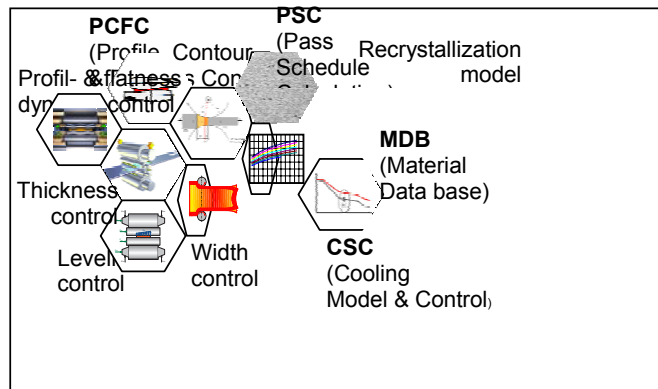 PCFC
(Profile, Contour
& flatness
PSC
(Pass
Schedule
Recrystallization
model
Profil- &
control
MDB
(Material
Data base)
Thickness
control
control
Width
control
CSC
(Cooling
Model & Control)